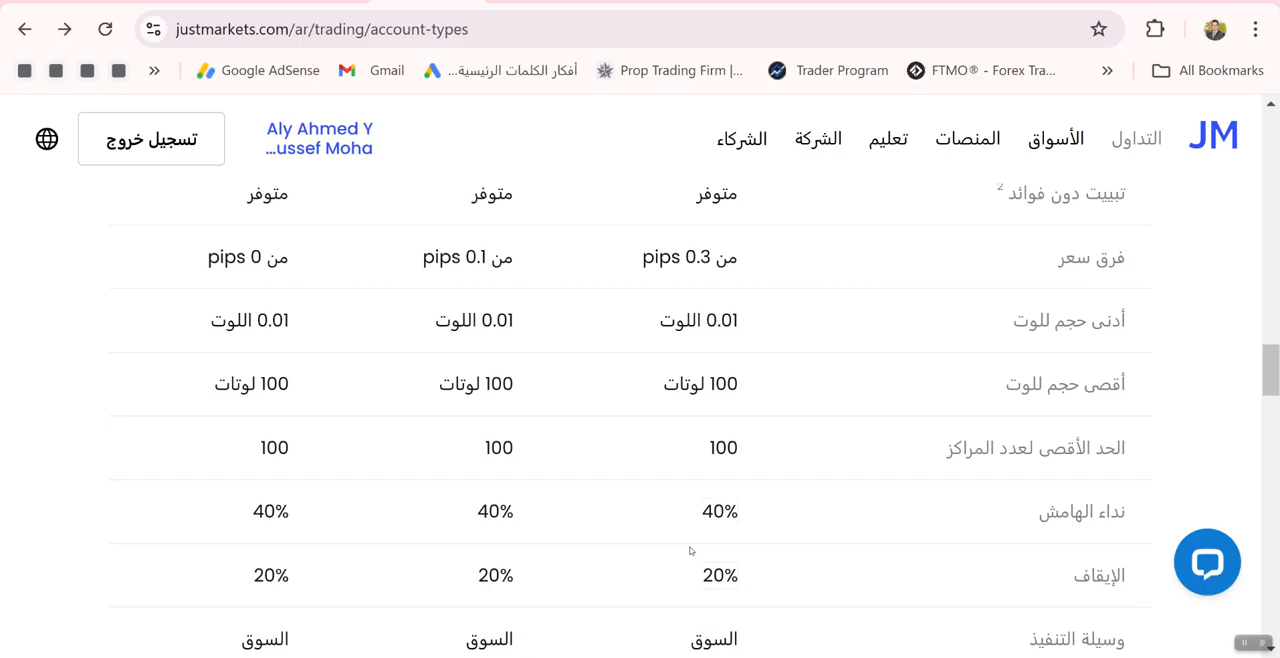 justmarkets.com/ar/trading/account-types
Google AdSense
Gmail
أفكار الكلمات الرئيسية...
Prop Trading Firm |...
Trader Program
FTMO® - Forex Tra...
All Bookmarks
JM
التداول
الأسواق
المنصات
تعليم
الشركة
الشركاء
Aly Ahmed Y
ussef Moha...
تسجيل خروج
تبييت دون فوائد ² متوفر متوفر متوفر
فرق سعر من 0.3 pips من 0.1 pips من 0 pips
أدنى حجم للوت 0.01 اللوت 0.01 اللوت 0.01 اللوت
أقصى حجم للوت 100 لوتات 100 لوتات 100 لوتات
الحد الأقصى لعدد المراكز 100 100 100
نداء الهامش 40% 40% 40%
الإيقاف 20% 20% 20%
وسيلة التنفيذ السوق السوق السوق